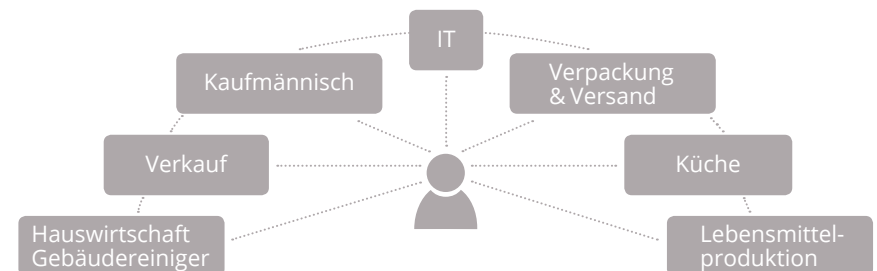 IT
Kaufmännisch
Verpackung
& Versand
Verkauf
Küche
Hauswirtschaft
Gebäudereiniger
Lebensmittel-
produktion